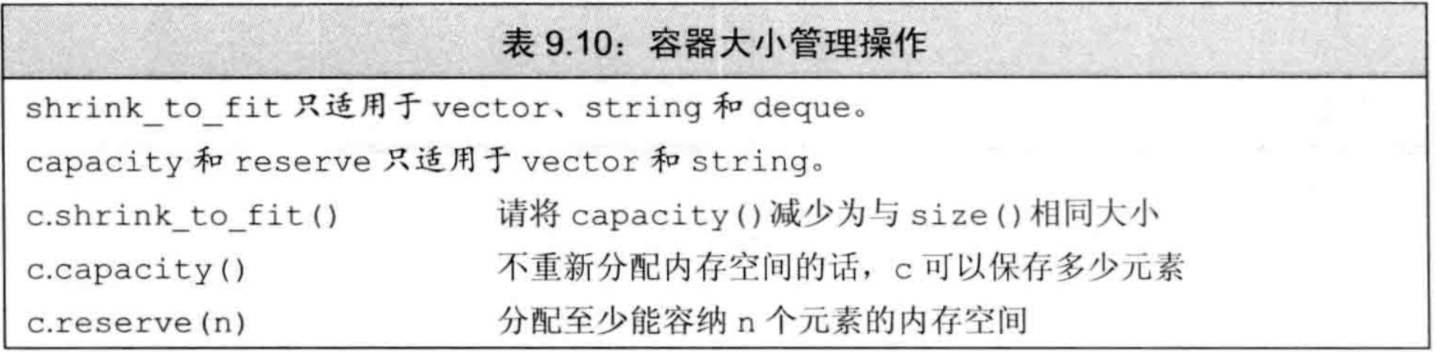 表 9.10：容器大小管理操作
shrink_to_fit 只适用于 vector、string 和 deque。
capacity 和 reserve 只适用于 vector 和 string。
c.shrink_to_fit() 请将 capacity()减少为与 size()相同大小
c.capacity() 不重新分配内存空间的话，c 可以保存多少元素
c.reserve(n) 分配至少能容纳 n 个元素的内存空间